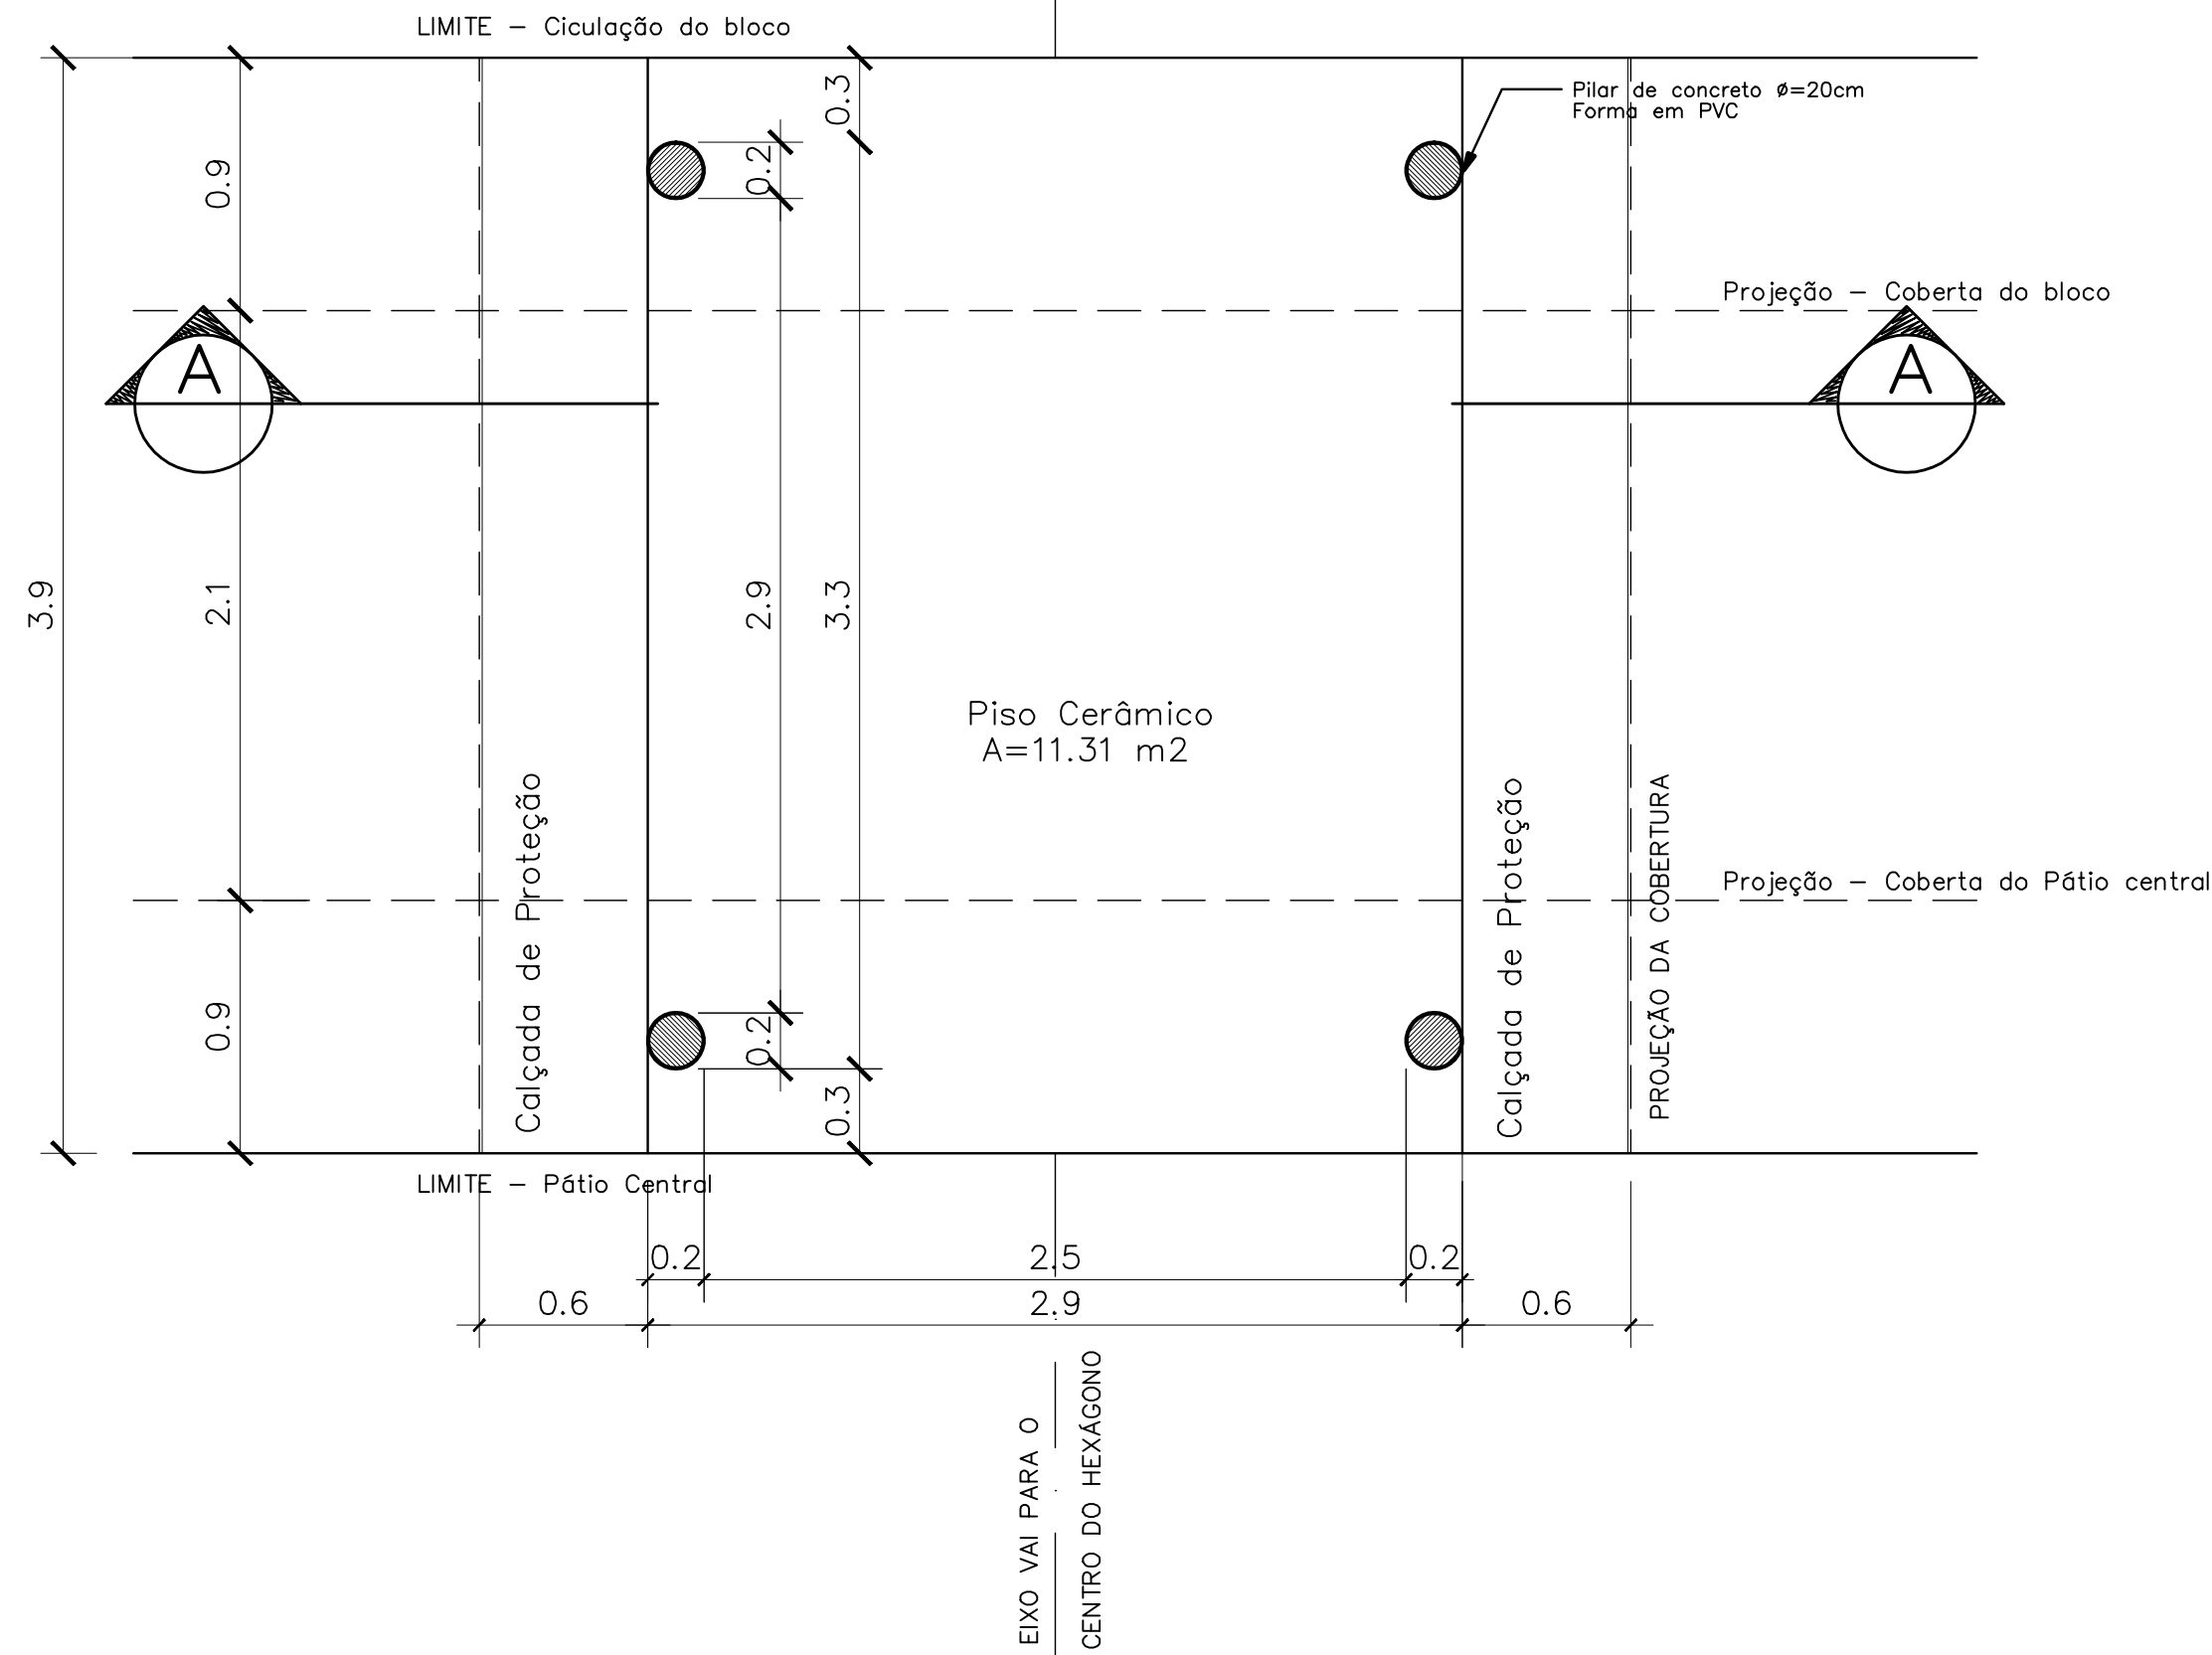 LIMITE - Ciculação do bloco
0.3
Pilar de concreto ø=20cm
Forma em PVC
0.9
0.2
Projeção - Coberta do bloco
A
A
3.9
2.1
2.9
3.3
Piso Cerâmico
A=11.31 m2
Calçada de Proteção
Calçada de Proteção
PROJEÇÃO DA COBERTURA
Projeção - Coberta do Pátio central
0.9
0.2
0.3
LIMITE - Pátio Central
0.2
2.5
0.2
0.6
2.9
0.6
EIXO VAI PARA O
CENTRO DO HEXÁGONO